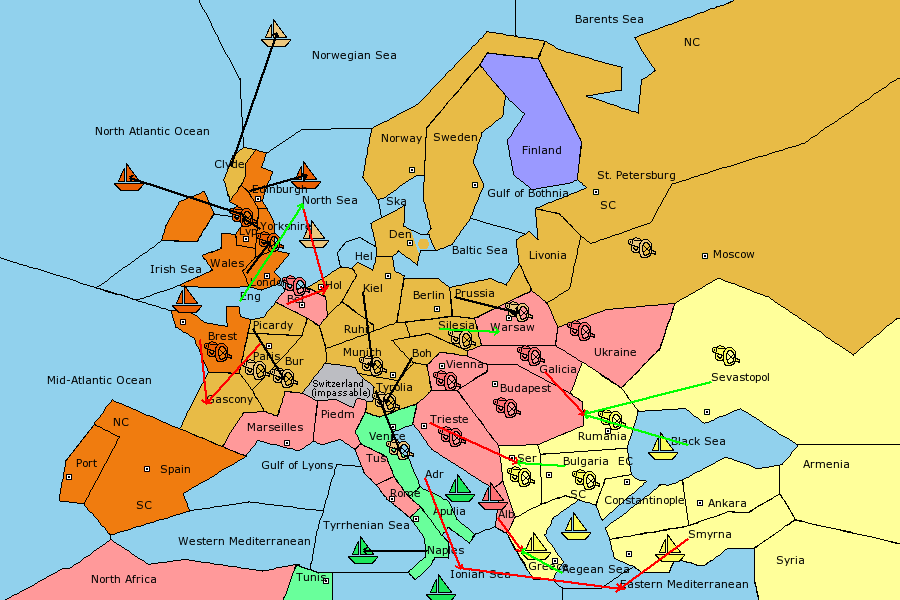 Barents Sea
NC
Norwegian Sea
North Atlantic Ocean
Norway
Sweden
Finland
Clyde
St. Petersburg
Edinburgh
Gulf of Bothnia
North Sea
Ska
SC
Yorkshire
Lvp
Den
Baltic Sea
Livonia
Moscow
Hel
Irish Sea
Wales
London
Eng
Bel
Hol
Kiel
Berlin
Prussia
Picardy
Silesia
Warsaw
Brest
Ruhr
Paris
Bur
Munich
Boh
Ukraine
Vienna
Galicia
Mid-Atlantic Ocean
Switzerland
(impassable)
Tyrolia
Budapest
Sevastopol
Gascony
NC
Marseilles
Piedm
Trieste
Venice
Rumania
Black Sea
Port
Spain
Gulf of Lyons
Tus
Ser
Bulgaria
EC
Armenia
Adr
SC
Rome
SC
Constantinople
Ankara
Apulia
Alb
Tyrrhenian Sea
Western Mediterranean
Smyrna
Naples
Syria
Greece
Aegean Sea
North Africa
Tunis
Ionian Sea
Eastern Mediterranean